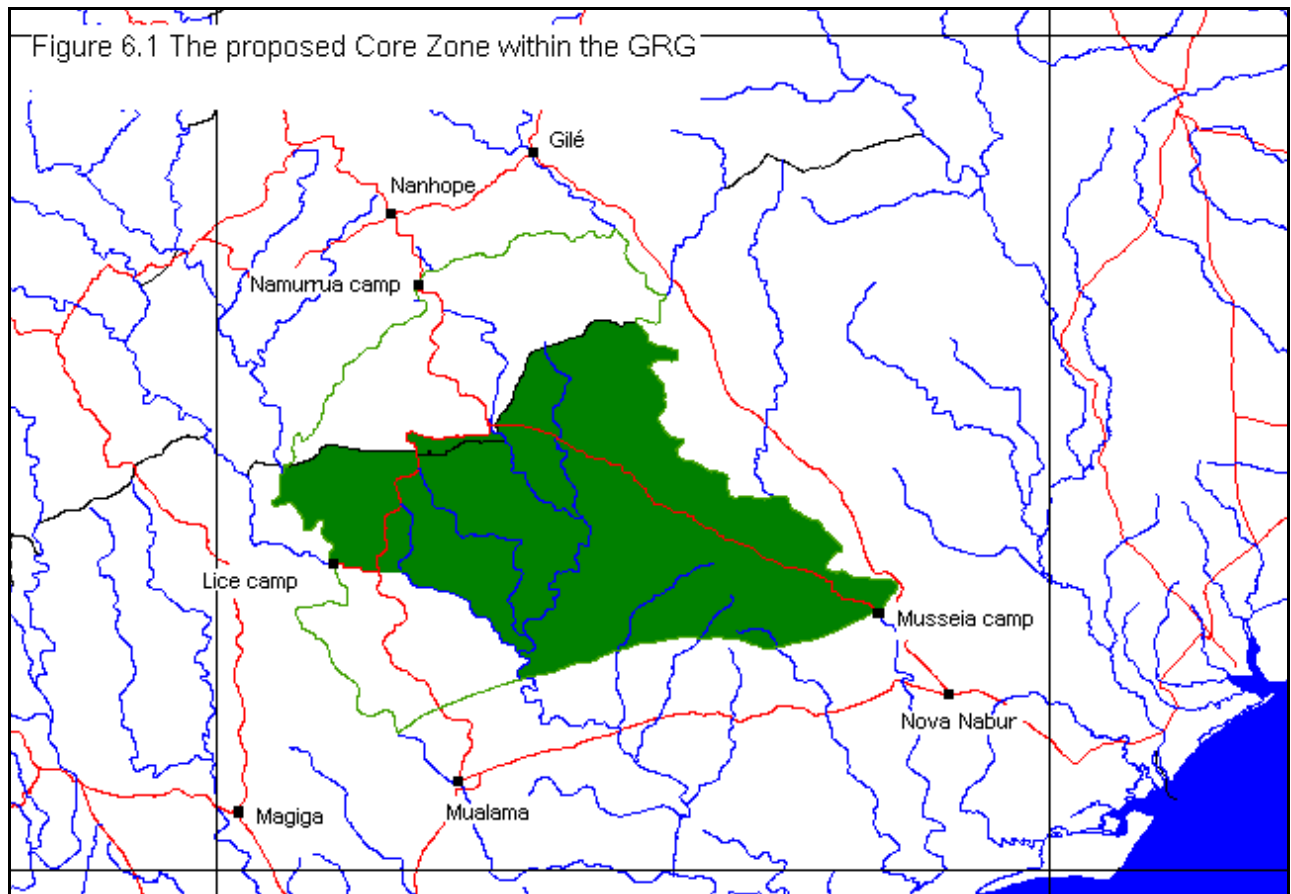 Figure 6.1 The proposed Core Zone within the GRG
Gilé
Nanhope
Namurrua camp
Lice camp
Musseia camp
Nova Nabur
Mualama
Magiga